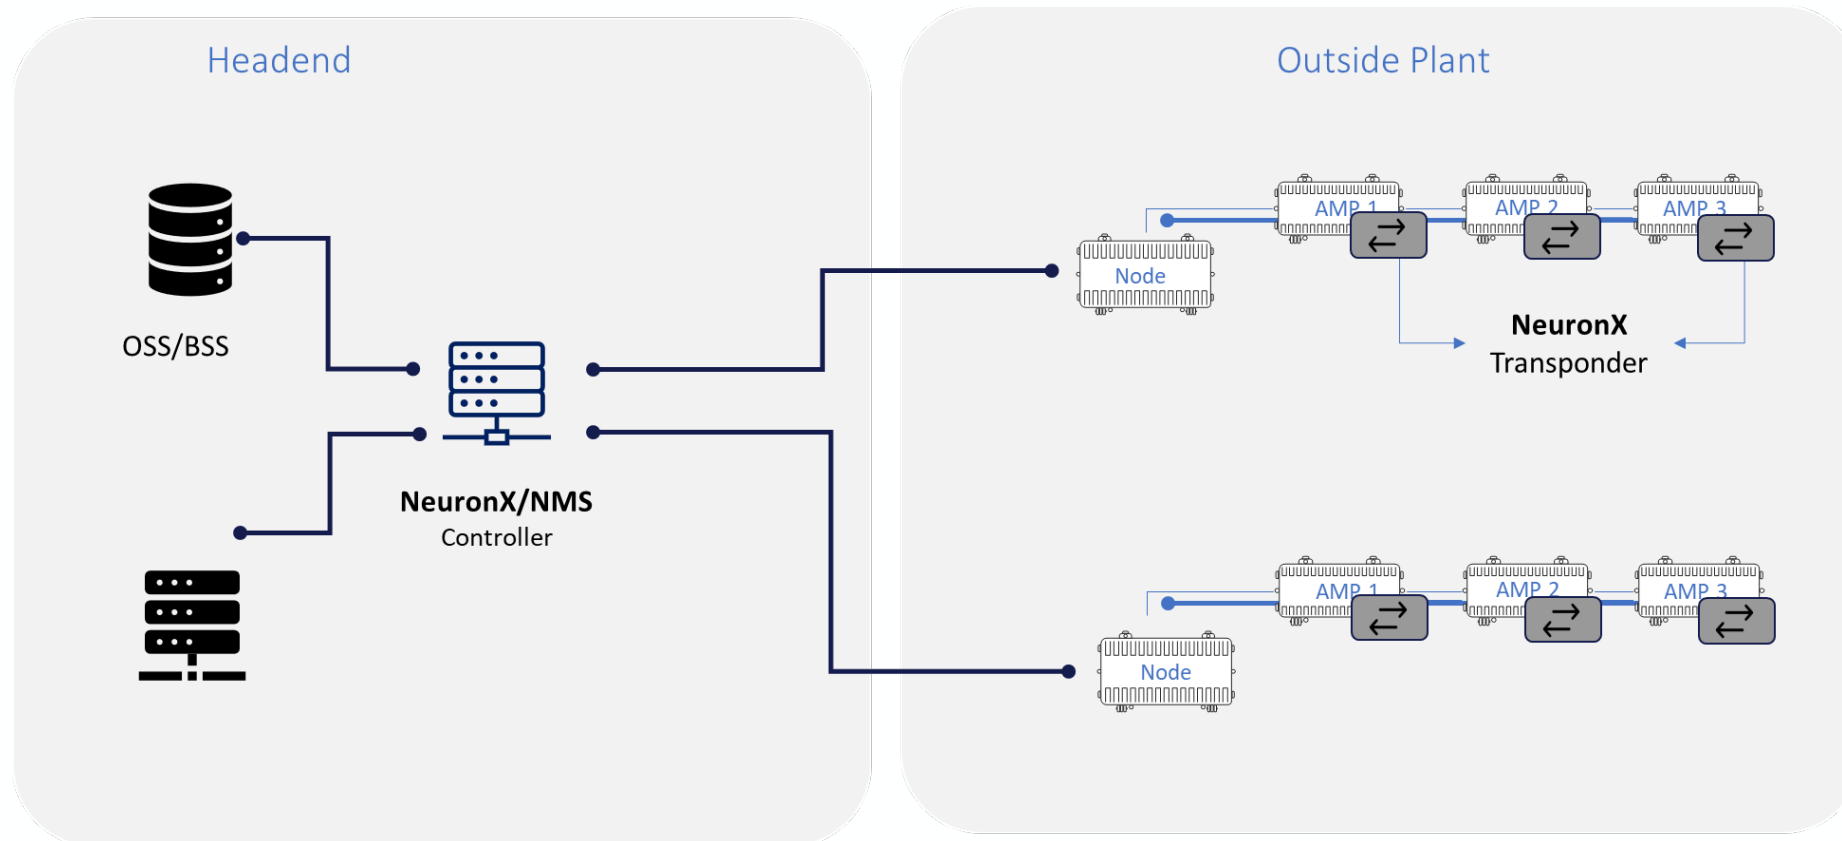 Headend
Outside Plant
OSS/BSS
NeuronX/NMS
Controller
AMP 1
AMP 2
AMP 3
Node
NeuronX
Transponder
AMP 1
AMP 2
AMP 3
Node